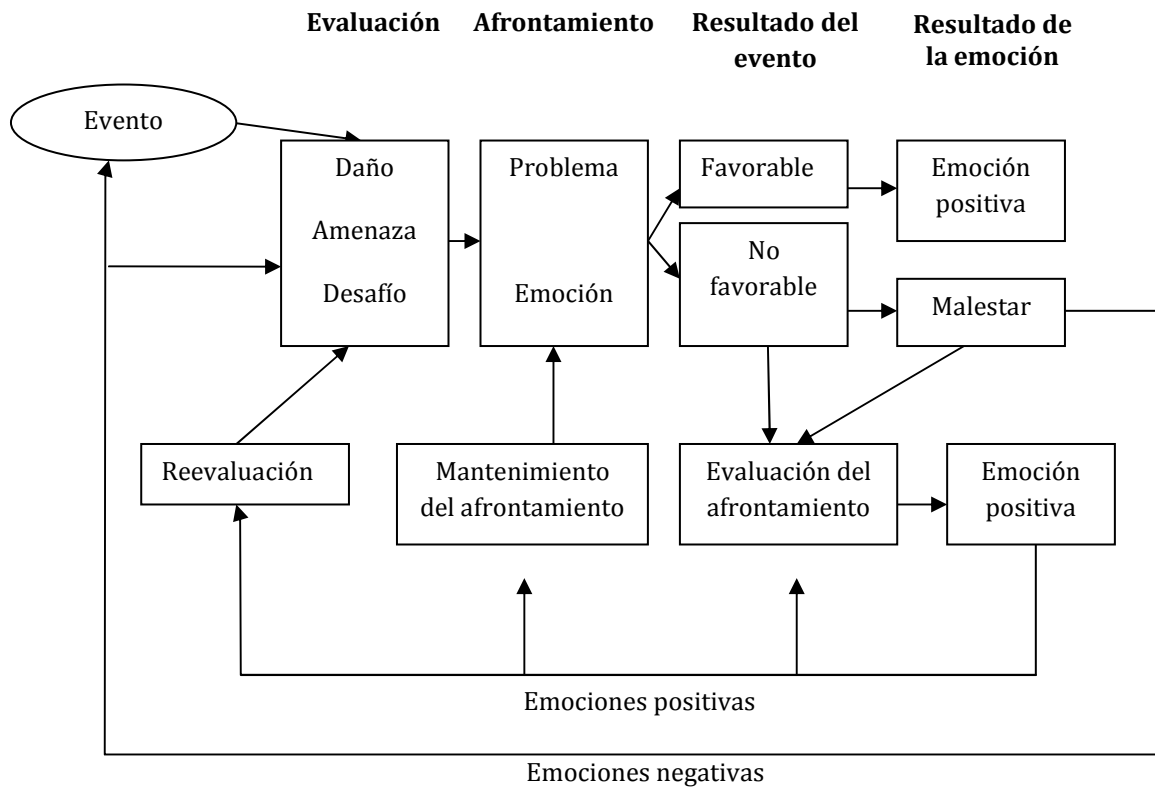 Evaluación
Afrontamiento
Resultado del
evento
Resultado de
la emoción
Evento
Daño
Amenaza
Desafío
Problema
Emoción
Favorable
No
favorable
Emoción
positiva
Malestar
Reevaluación
Mantenimiento
del afrontamiento
Evaluación del
afrontamiento
Emoción
positiva
Emociones positivas
Emociones negativas